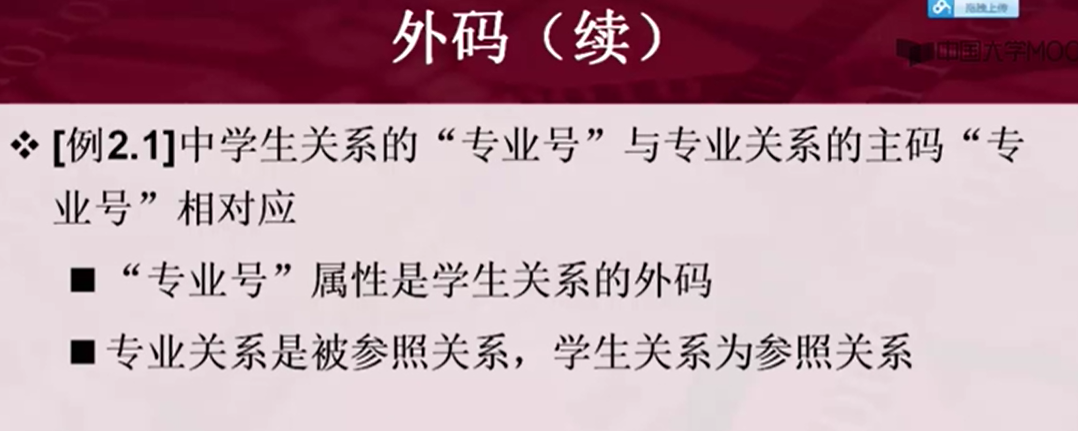 拖拽上传
外码（续）
中国大学MOO
❖ [例2.1]中学生关系的“专业号”与专业关系的主码“专
业号”相对应
■ “专业号”属性是学生关系的外码
■ 专业关系是被参照关系，学生关系为参照关系